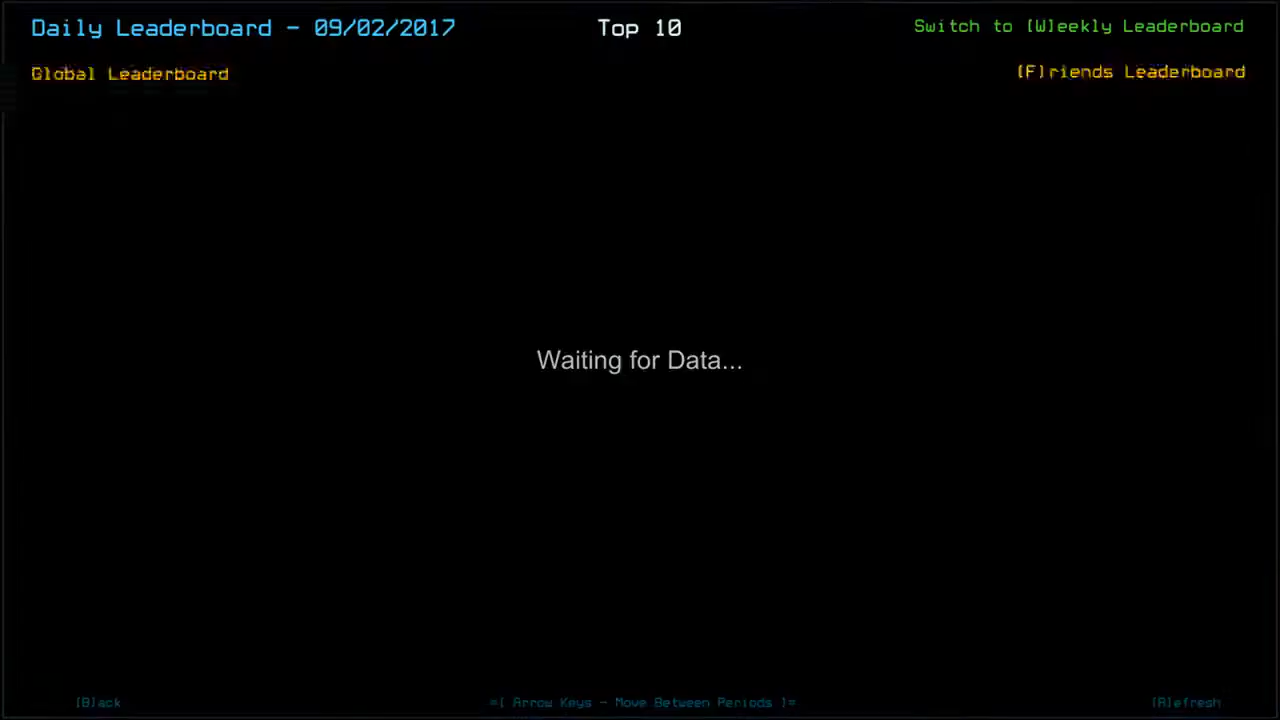 Daily Leaderboard - 09/02/2017
Top 10
Switch to [W]eekly Leaderboard
Global Leaderboard
[F]riends Leaderboard
Waiting for Data...
[B]ack
=[ Arrow Keys - Move Between Periods ]=
[R]efresh